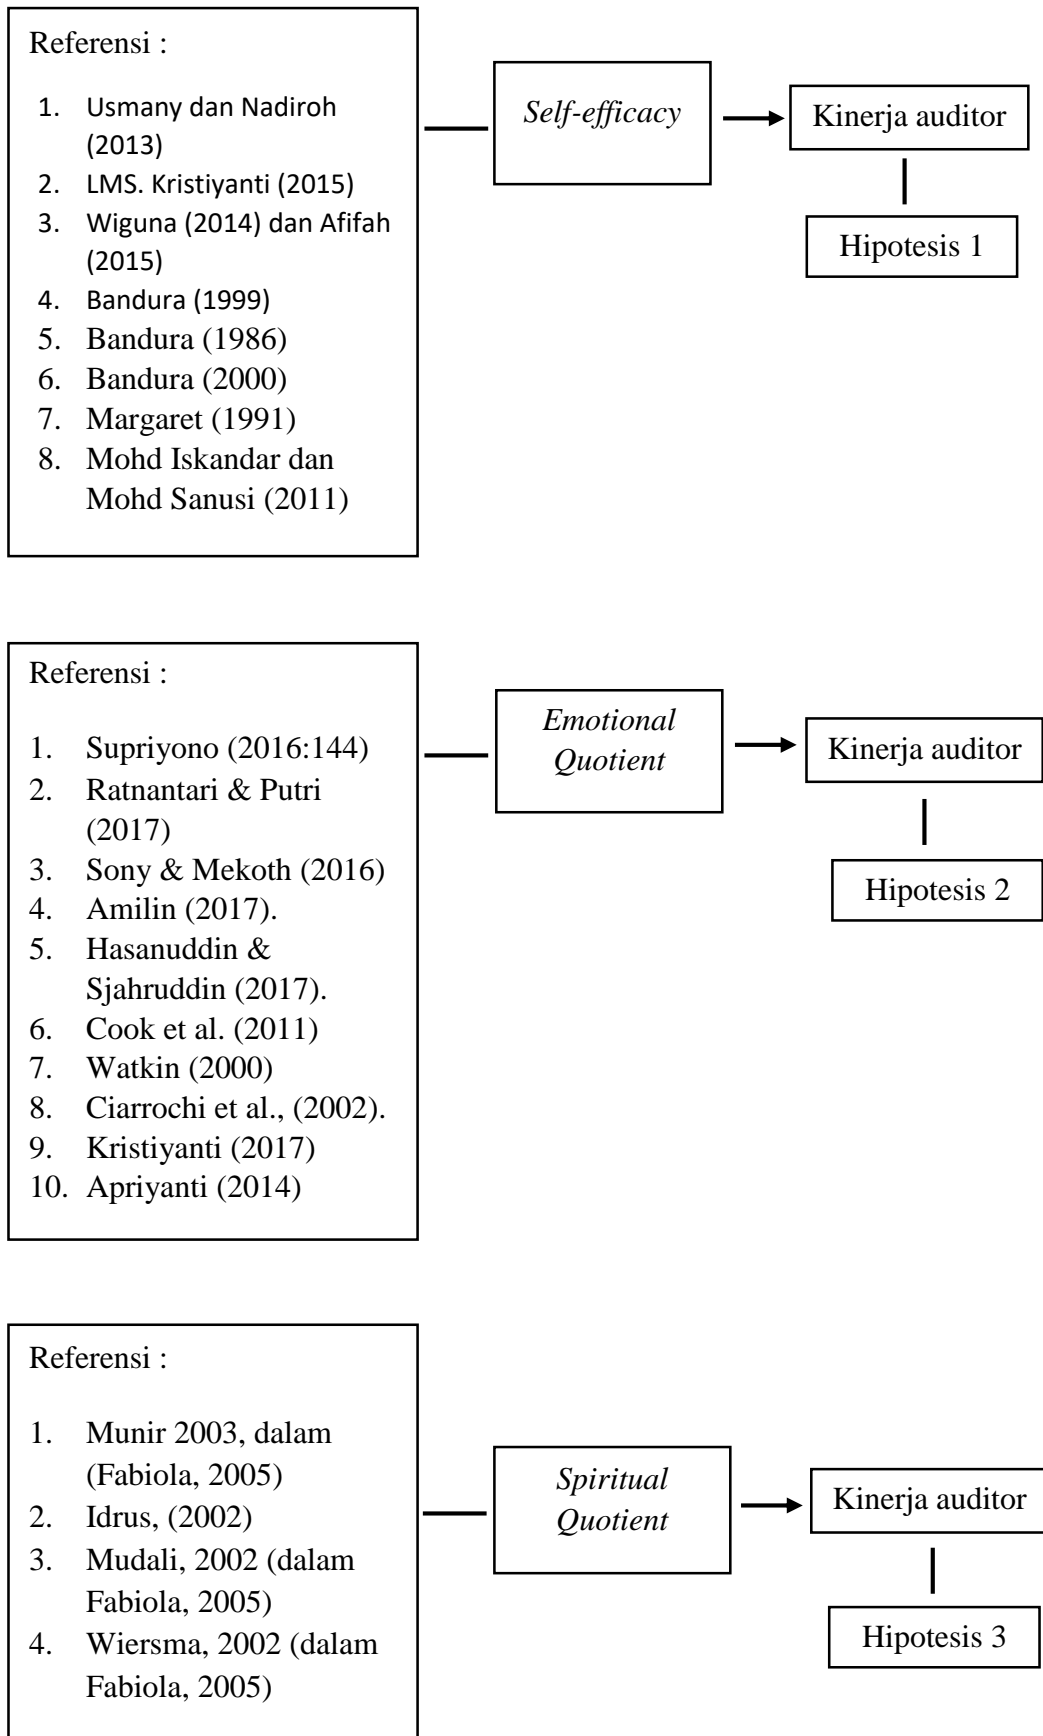 Referensi :
1. Usmany dan Nadiroh
(2013)
2. LMS. Kristiyanti (2015)
3. Wiguna (2014) dan Afifah
(2015)
4. Bandura (1999)
5. Bandura (1986)
6. Bandura (2000)
7. Margaret (1991)
8. Mohd Iskandar dan
Mohd Sanusi (2011)
Self-efficacy
Kinerja auditor
Hipotesis 1
Referensi :
1. Supriyono (2016:144)
2. Ratnantari & Putri
(2017)
3. Sony & Mekoth (2016)
4. Amilin (2017).
5. Hasanuddin &
Sjahruddin (2017).
6. Cook et al. (2011)
7. Watkin (2000)
8. Ciarrochi et al., (2002).
9. Kristiyanti (2017)
10. Apriyanti (2014)
Emotional
Quotient
Kinerja auditor
Hipotesis 2
Referensi :
1. Munir 2003, dalam
(Fabiola, 2005)
2. Idrus, (2002)
3. Mudali, 2002 (dalam
Fabiola, 2005)
4. Wiersma, 2002 (dalam
Fabiola, 2005)
Spiritual
Quotient
Kinerja auditor
Hipotesis 3